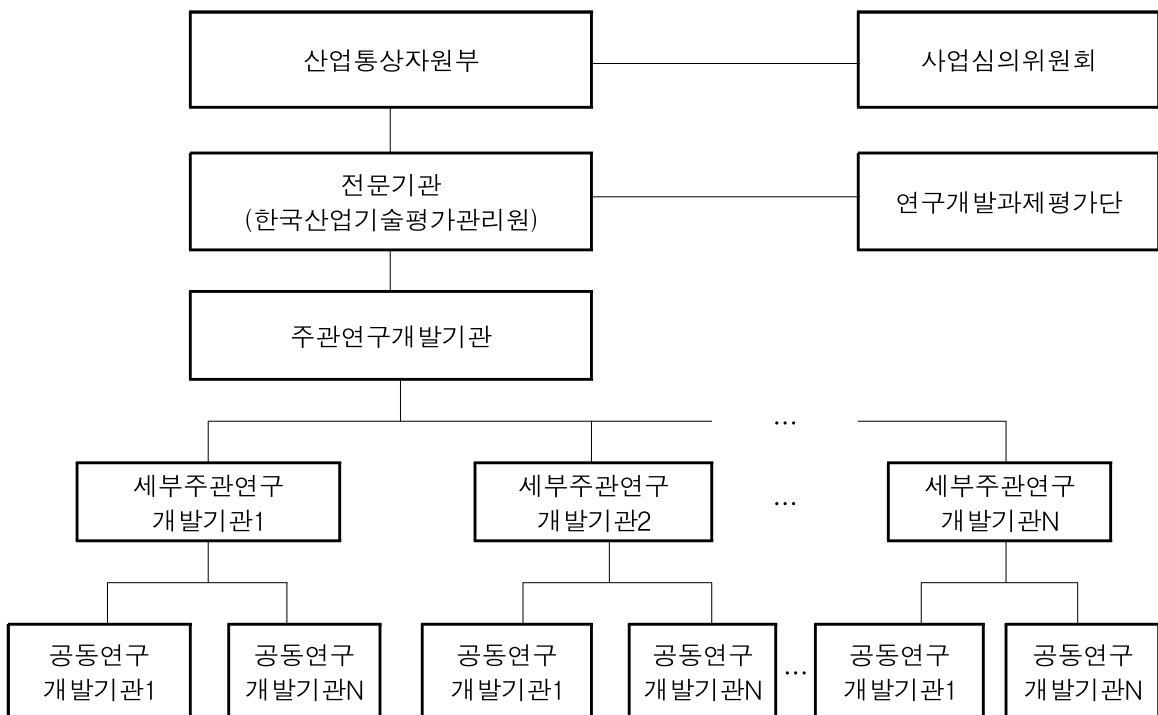 산업통상자원부
사업심의위원회
전문기관
(한국산업기술평가관리원)
연구개발과제평가단
주관연구개발기관
...
세부주관연구
개발기관1
세부주관연구
개발기관2
...
세부주관연구
개발기관N
공동연구
개발기관1
공동연구
개발기관N
공동연구
개발기관1
공동연구
개발기관N
...
공동연구
개발기관1
공동연구
개발기관N